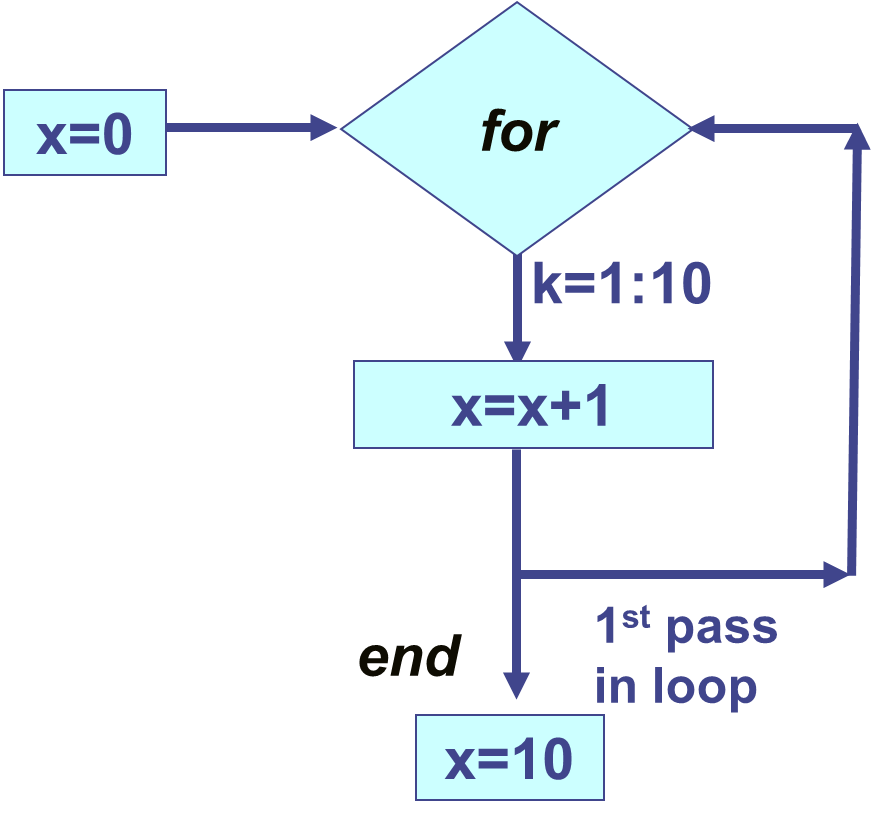 x=0
for
k=1:10
x=x+1
1st pass
in loop
end
x=10